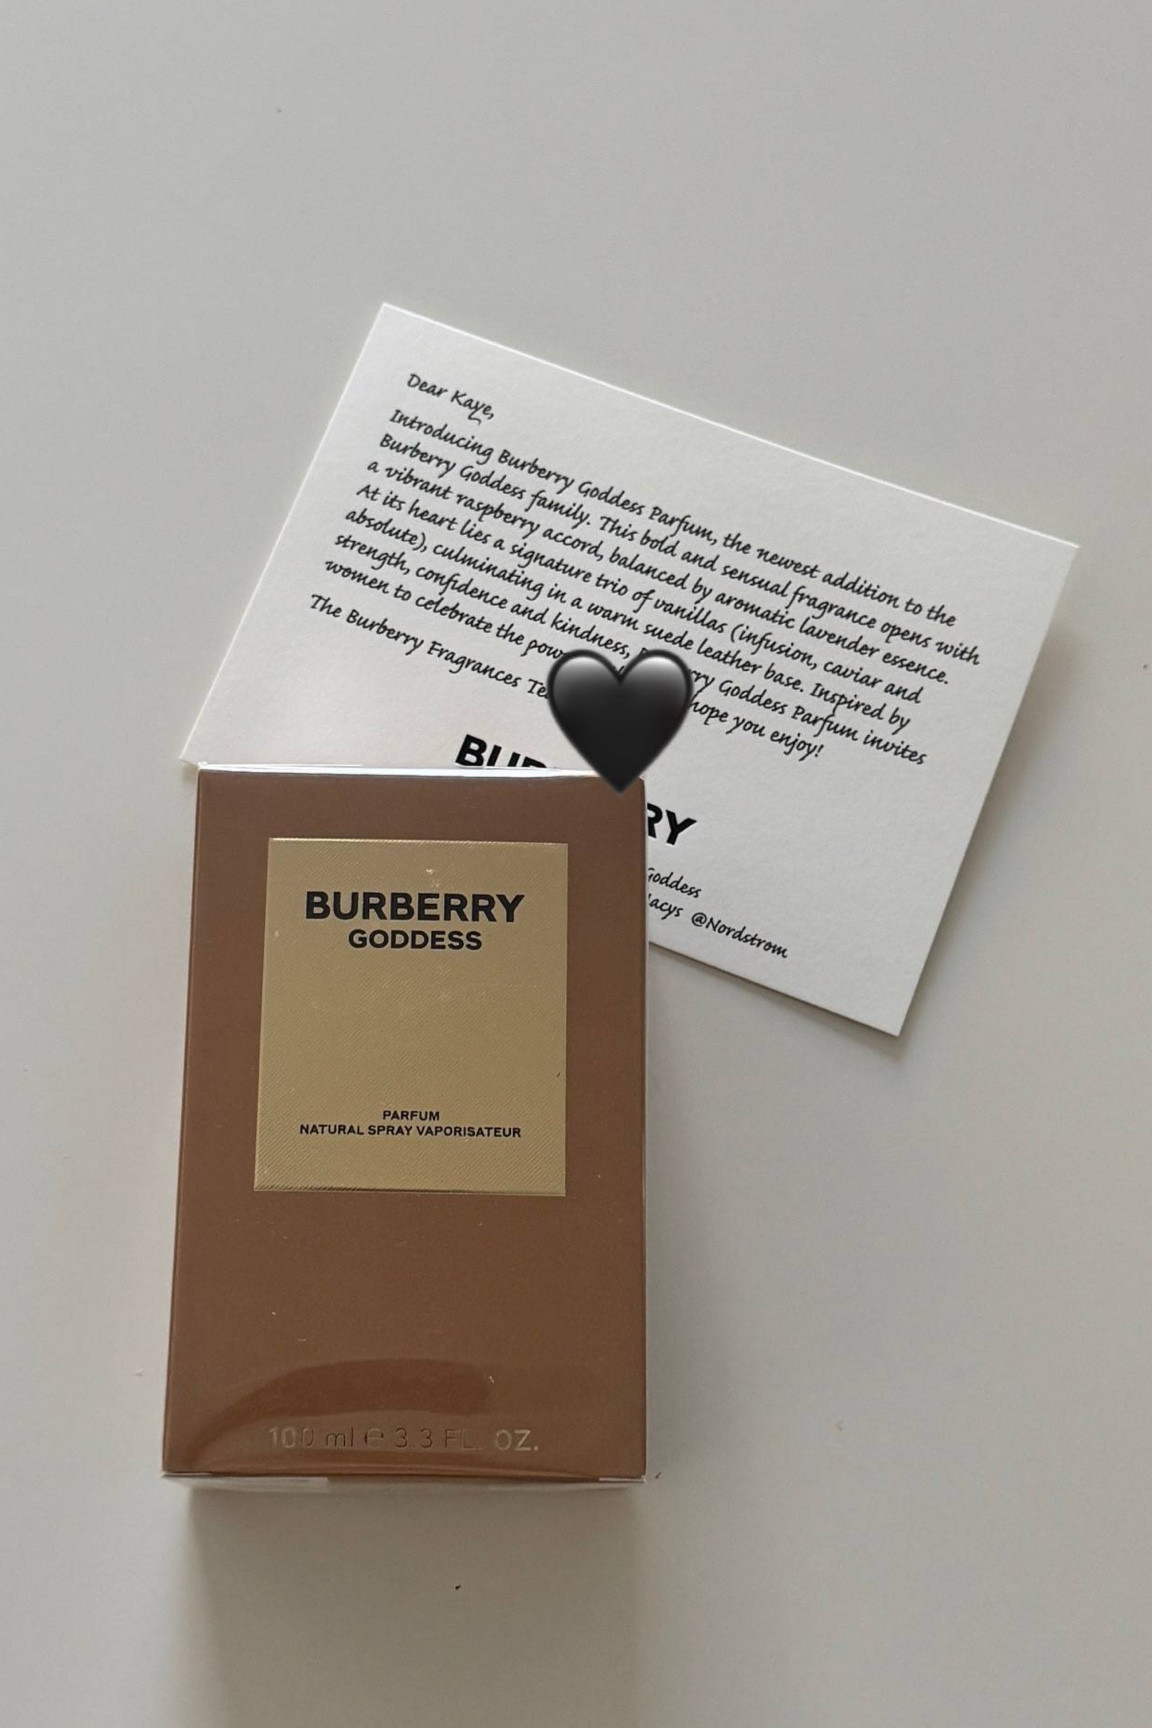 Dear Kaye,
Introducing Burberry Goddess Parfum, the newest addition to the
Burberry Goddess family. This bold and sensual fragrance opens with
a vibrant raspberry accord, balanced by aromatic lavender essence.
At its heart lies a signature trio of vanillas (infusion, caviar and
absolute), culminating in a warm suede leather base. Inspired by
strength, confidence and kindness, Goddess Parfum invites
women to celebrate the hope you enjoy!
The Burberry Fragrances
Goddess
@Nordstrom
BURBERRY
GODDESS
PARFUM
NATURAL SPRAY VAPORISATEUR
100 ml e 3.3 FL. OZ.